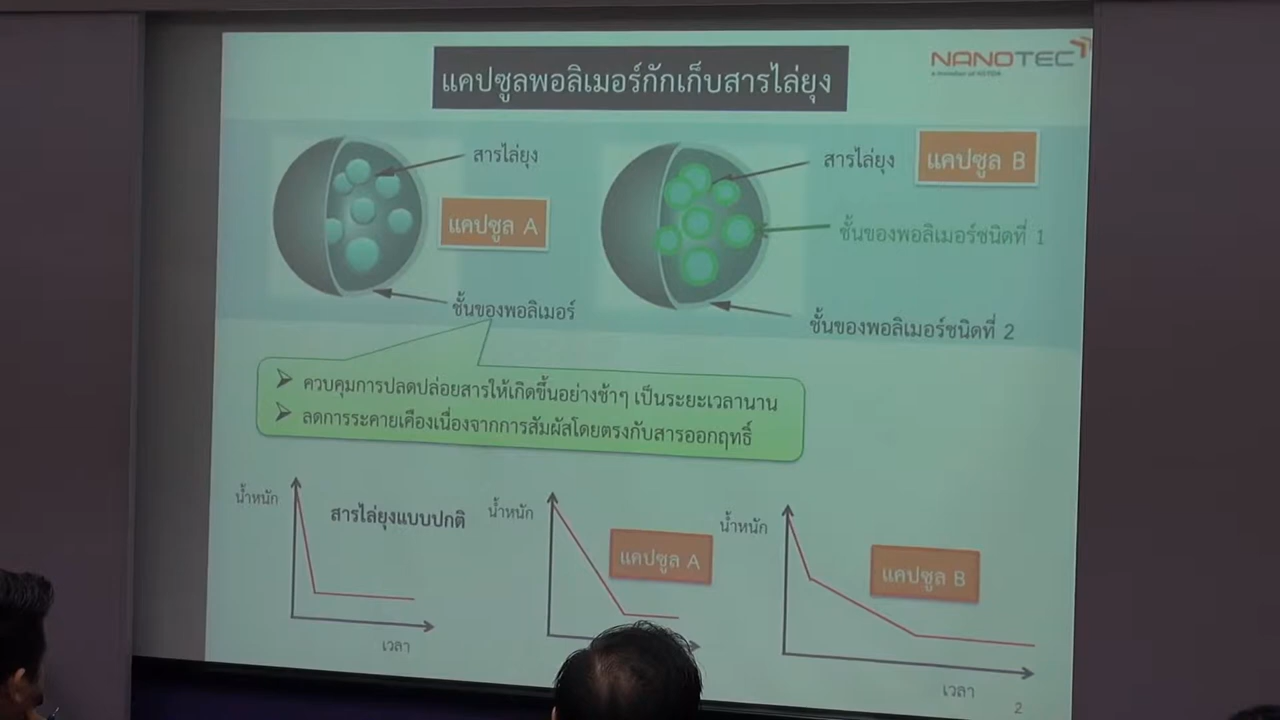 แคปซูลพอลิเมอร์กักเก็บสารไล่ยุง
NANOTEC
a member of NSTDA
สารไล่ยุง
แคปซูล A
ชั้นของพอลิเมอร์
สารไล่ยุง
แคปซูล B
ชั้นของพอลิเมอร์ชนิดที่ 1
ชั้นของพอลิเมอร์ชนิดที่ 2
ควบคุมการปลดปล่อยสารให้เกิดขึ้นอย่างช้าๆ เป็นระยะเวลานาน
ลดการระคายเคืองเนื่องจากการสัมผัสโดยตรงกับสารออกฤทธิ์
น้ำหนัก
สารไล่ยุงแบบปกติ
เวลา
น้ำหนัก
แคปซูล A
น้ำหนัก
แคปซูล B
เวลา
2